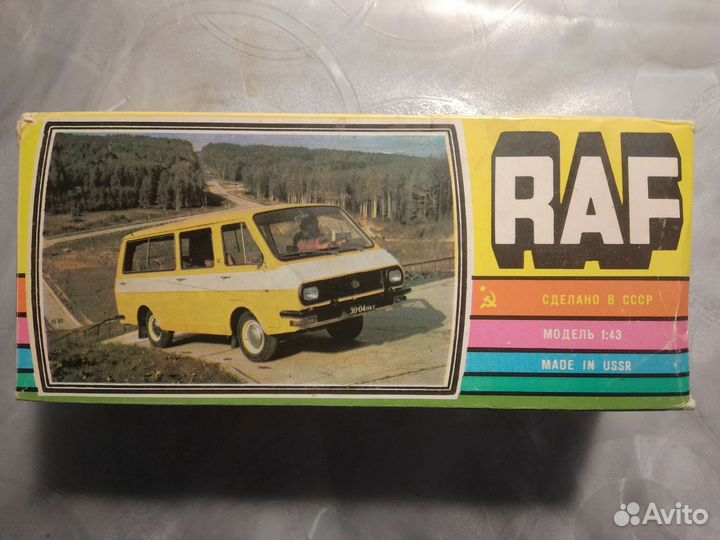 RAF
СДЕЛАНО В СССР
МОДЕЛЬ 1:43
MADE IN USSR
Avito